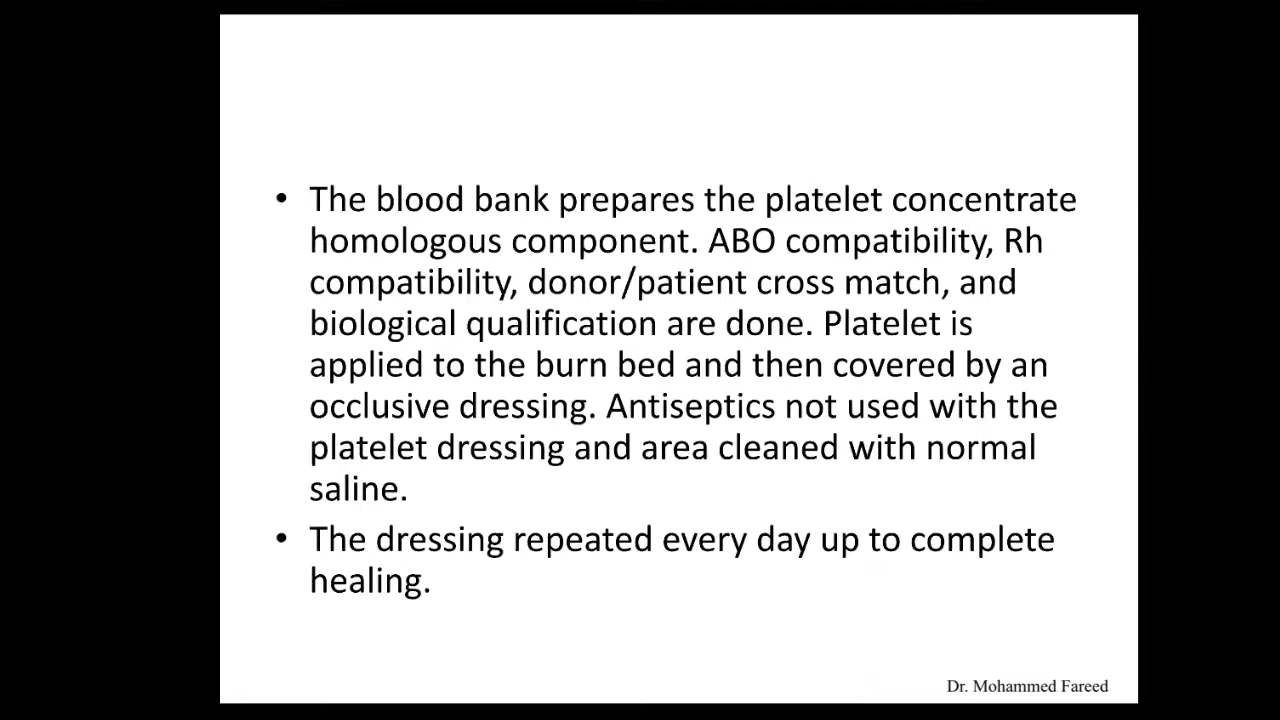 • The blood bank prepares the platelet concentrate
homologous component. ABO compatibility, Rh
compatibility, donor/patient cross match, and
biological qualification are done. Platelet is
applied to the burn bed and then covered by an
occlusive dressing. Antiseptics not used with the
platelet dressing and area cleaned with normal
saline.
• The dressing repeated every day up to complete
healing.
Dr. Mohammed Fareed